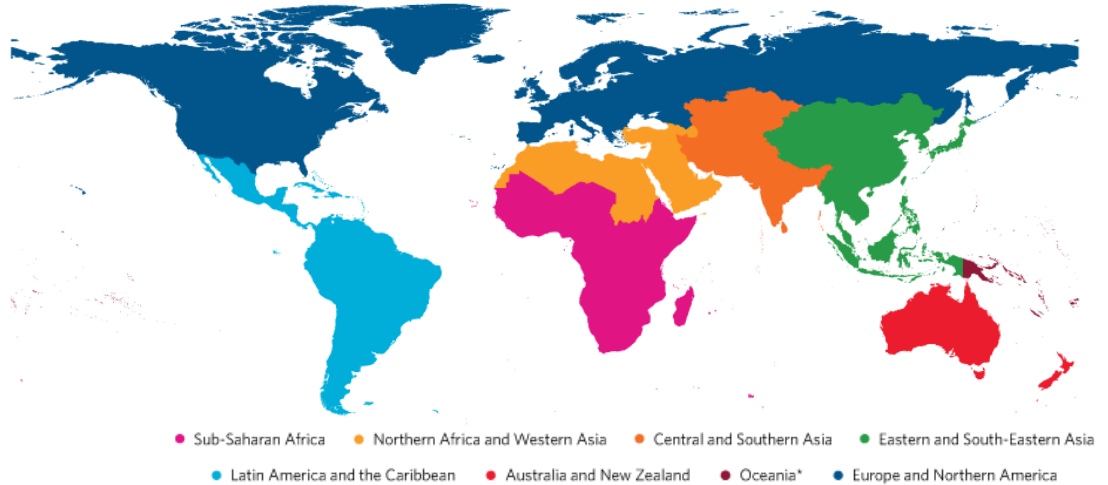 Sub-Saharan Africa Northern Africa and Western Asia Central and Southern Asia Eastern and South-Eastern Asia
Latin America and the Caribbean Australia and New Zealand Oceania* Europe and Northern America